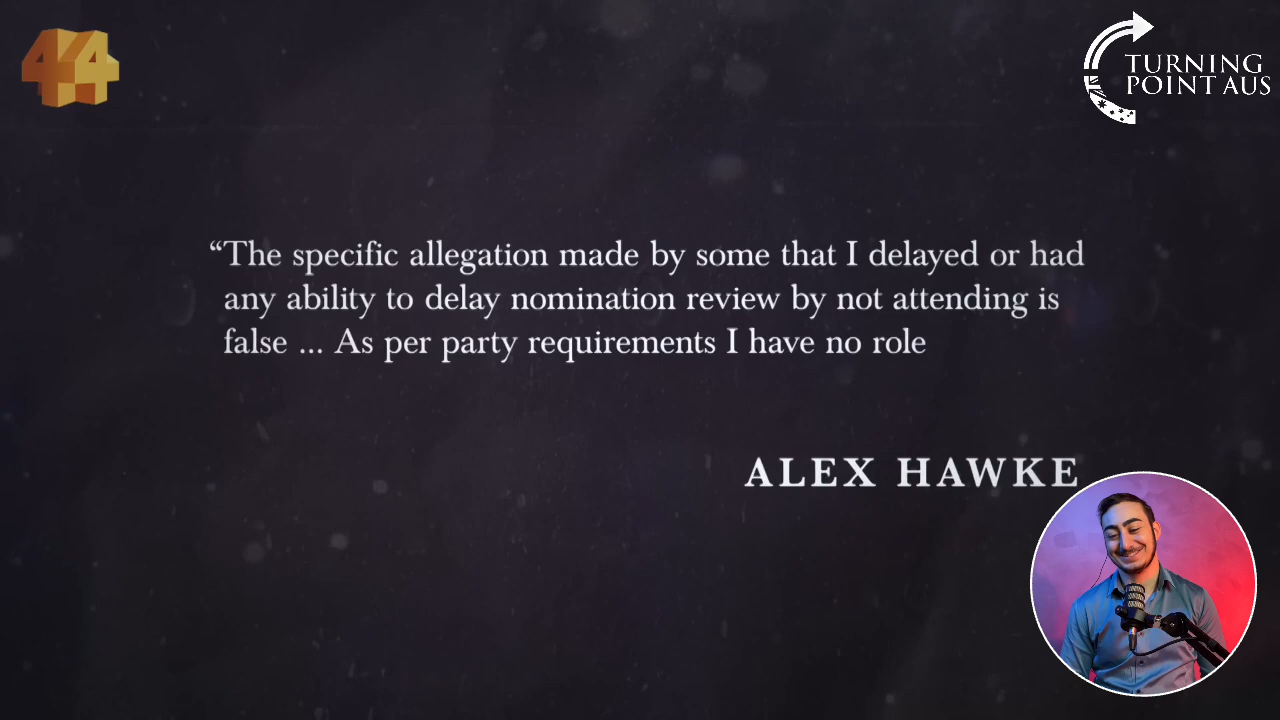 44
TURNING
POINT AUS
“The specific allegation made by some that I delayed or had
any ability to delay nomination review by not attending is
false ... As per party requirements I have no role
ALEX HAWKE